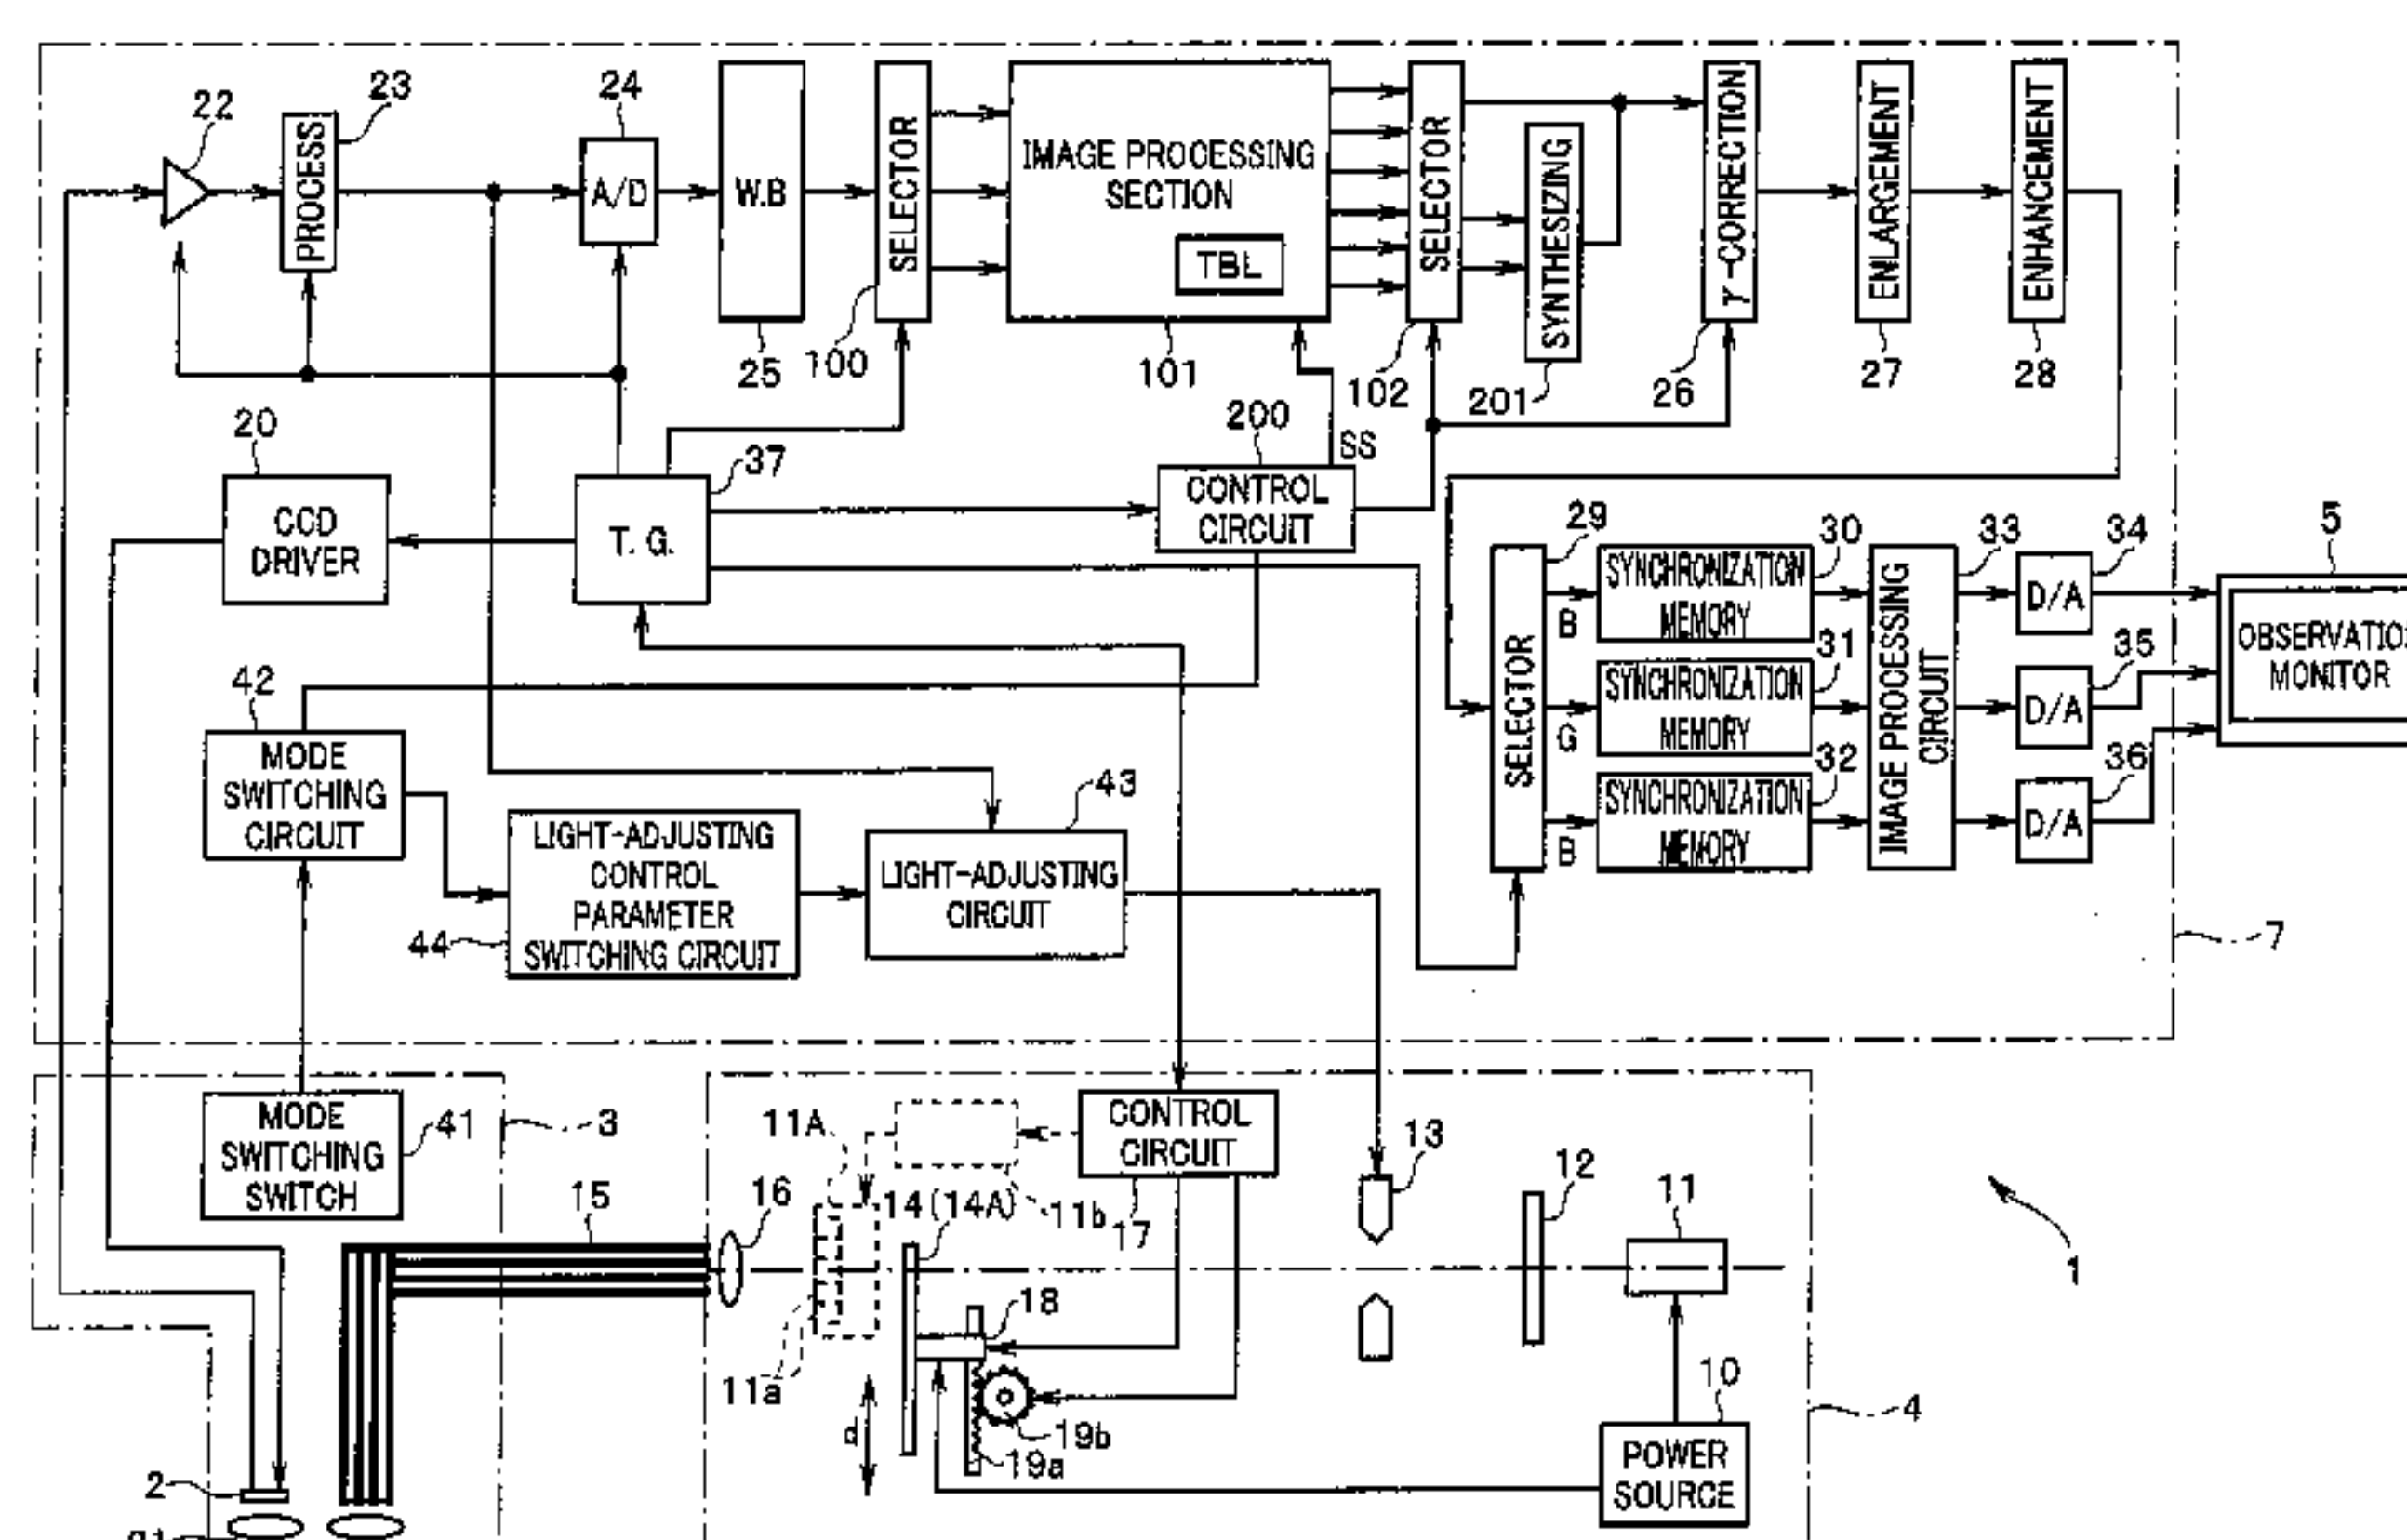 22
23
PROCESS
24
A/D
W.B
25
SELECTOR
100
IMAGE PROCESSING
SECTION
TBL
101
SELECTOR
102
SYNTHESIZING
201
γ-CORRECTION
26
ENLARGEMENT
27
ENHANCEMENT
28
20
CCD
DRIVER
37
T. G.
200
SS
CONTROL
CIRCUIT
29
SELECTOR
B
G
B
30
SYNCHRONIZATION
MEMORY
31
SYNCHRONIZATION
MEMORY
32
SYNCHRONIZATION
MEMORY
33
IMAGE PROCESSING
CIRCUIT
34
D/A
35
D/A
36
D/A
5
OBSERVATIO
MONITOR
42
MODE
SWITCHING
CIRCUIT
LIGHT-ADJUSTING
CONTROL
PARAMETER
SWITCHING CIRCUIT
44
43
LIGHT-ADJUSTING
CIRCUIT
7
MODE
SWITCHING
SWITCH
41
3
15
16
11A
11a
11b
14 (14A)
CONTROL
CIRCUIT
17
13
12
11
1
18
19b
19a
d
10
POWER
SOURCE
4
2